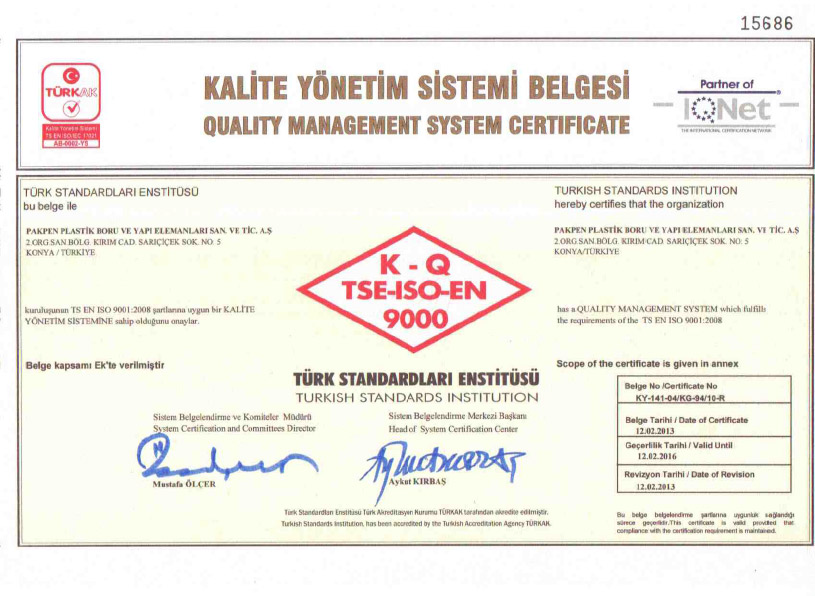 15686
TÜRKAK
Kalite Yönetim Sistemi
TS EN ISO/IEC 17021
AB-0002-YS
KALİTE YÖNETİM SİSTEMİ BELGESİ
QUALITY MANAGEMENT SYSTEM CERTIFICATE
Partner of
IQNet
THE INTERNATIONAL CERTIFICATION NETWORK
TÜRK STANDARDLARI ENSTİTÜSÜ
bu belge ile
PAKPEN PLASTİK BORU VE YAPI ELEMANLARI SAN. VE TİC. A.Ş
2.ORG.SAN.BÖLG. KIRIM CAD. SARIÇİÇEK SOK. NO: 5
KONYA / TÜRKİYE
kuruluşunun TS EN ISO 9001:2008 şartlarına uygun bir KALİTE
YÖNETİM SİSTEMİNE sahip olduğunu onaylar.
Belge kapsamı Ek'te verilmiştir
TURKISH STANDARDS INSTITUTION
hereby certifies that the organization
PAKPEN PLASTİK BORU VE YAPI ELEMANLARI SAN. VE TİC. A.Ş
2.ORG.SAN.BÖLG. KIRIM CAD. SARIÇİÇEK SOK. NO: 5
KONYA/TÜRKİYE
has a QUALITY MANAGEMENT SYSTEM which fulfills
the requirements of the TS EN ISO 9001:2008
Scope of the certificate is given in annex
K - Q
TSE-ISO-EN
9000
TÜRK STANDARDLARI ENSTİTÜSÜ
TURKISH STANDARDS INSTITUTION
Sistem Belgelendirme ve Komiteler Müdürü
System Certification and Committees Director
Mustafa ÖLÇER
Sistem Belgelendirme Merkezi Başkanı
Head of System Certification Center
Aykut KIRBAŞ
Belge No /Certificate No
KY-141-04/KG-94/10-R
Belge Tarihi / Date of Certificate
12.02.2013
Geçerlilik Tarihi / Valid Until
12.02.2016
Revizyon Tarihi / Date of Revision
12.02.2013
Türk Standardları Enstitüsü Türk Akreditasyon Kurumu TÜRKAK tarafından akredite edilmiştir.
Turkish Standards Institution, has been accredited by the Turkish Accreditation Agency TÜRKAK.
Bu belge belgelendirme şartlarına uygunluk sağlandığı
sürece geçerlidir.This certificate is valid provided that
compliance with the certification requirement is maintained.